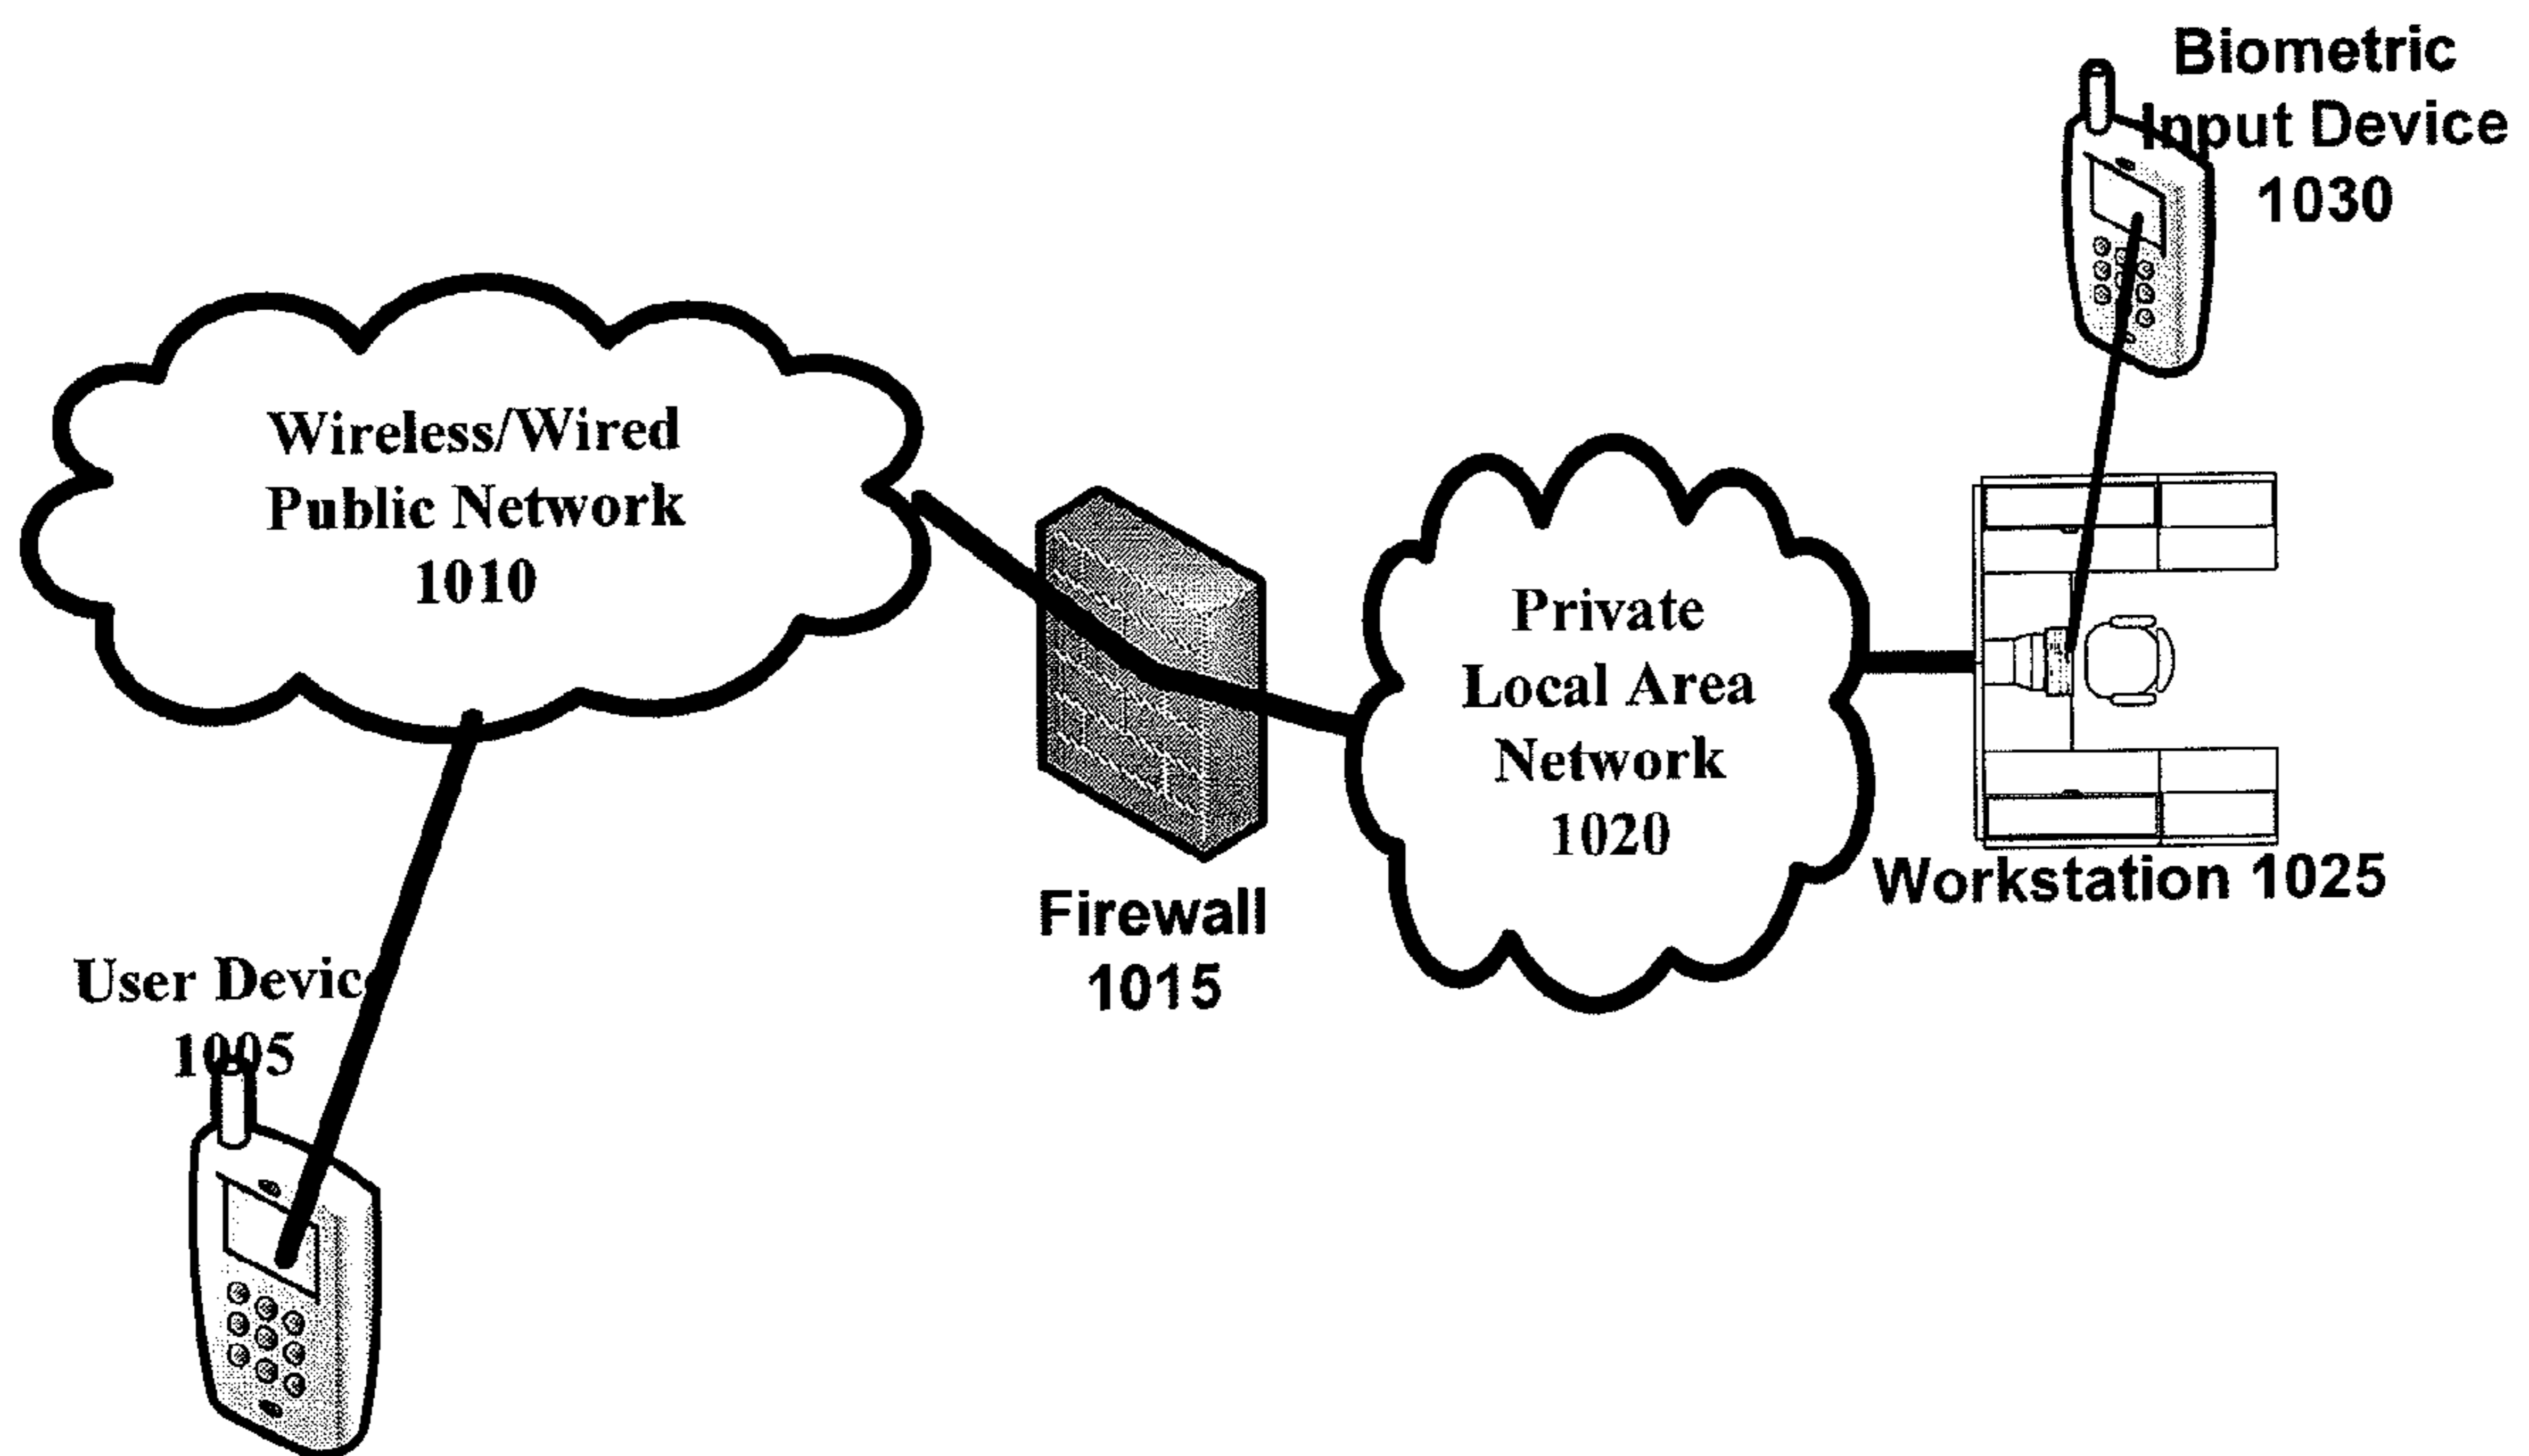 Biometric
Input Device
1030
Wireless/Wired
Public Network
1010
Private
Local Area
Network
1020
Workstation 1025
Firewall
1015
User Device
1005